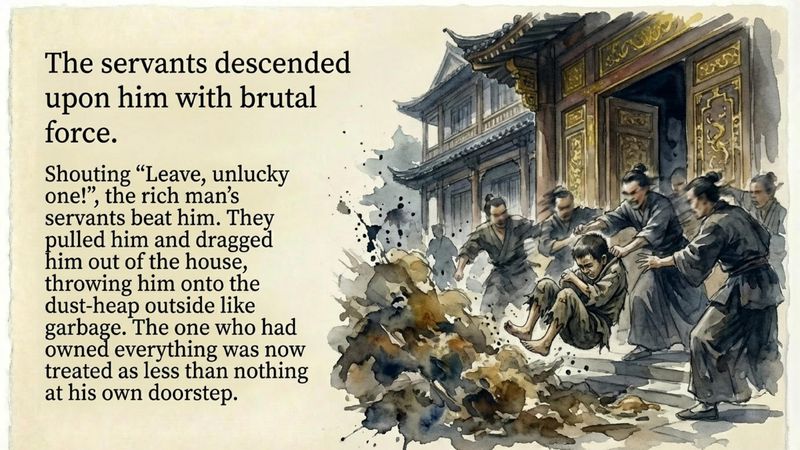 The servants descended
upon him with brutal
force.
Shouting “Leave, unlucky
one!”, the rich man’s
servants beat him. They
pulled him and dragged
him out of the house,
throwing him onto the
dust-heap outside like
garbage. The one who had
owned everything was now
treated as less than nothing
at his own doorstep.